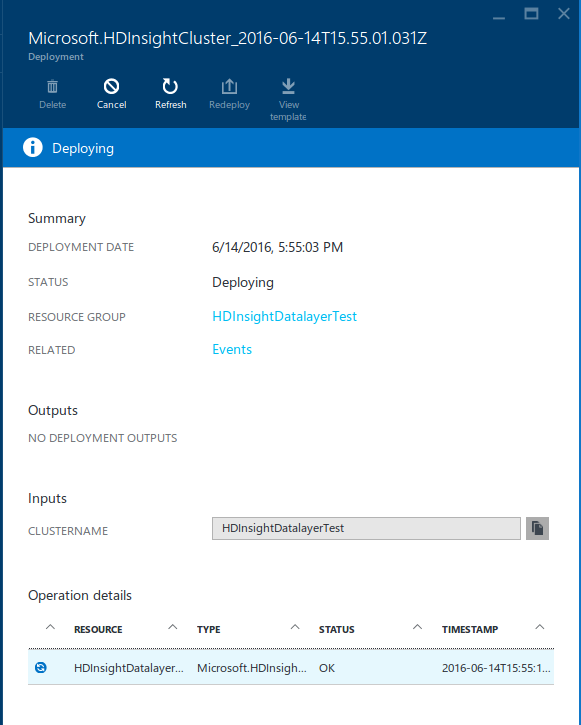 Microsoft.HDInsightCluster_2016-06-14T15.55.01.031Z
Deployment
Delete
Cancel
Refresh
Redeploy
View
template
Deploying
Summary
DEPLOYMENT DATE 6/14/2016, 5:55:03 PM
STATUS Deploying
RESOURCE GROUP HDInsightDatalayerTest
RELATED Events
Outputs
NO DEPLOYMENT OUTPUTS
Inputs
CLUSTERNAME HDInsightDatalayerTest
Operation details
RESOURCE TYPE STATUS TIMESTAMP
HDInsightDatalayer... Microsoft.HDInsigh... OK 2016-06-14T15:55:1...